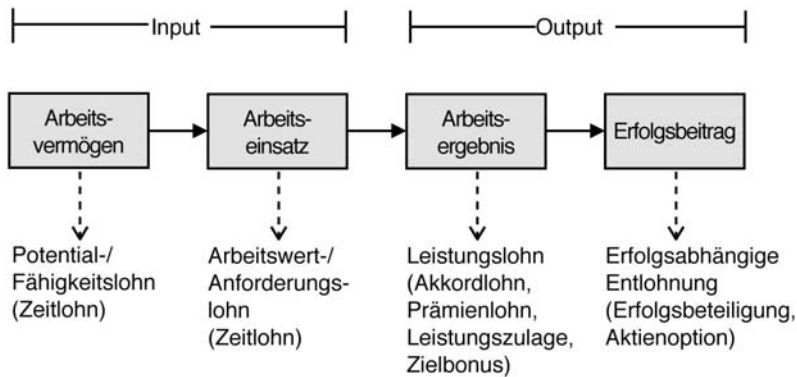 Input
Output
Arbeits-
vermögen
Arbeits-
einsatz
Arbeits-
ergebnis
Erfolgsbeitrag
Potential-/
Fähigkeitslohn
(Zeitlohn)
Arbeitswert-/
Anforderungs-
lohn
(Zeitlohn)
Leistungslohn
(Akkordlohn,
Prämienlohn,
Leistungszulage,
Zielbonus)
Erfolgsabhängige
Entlohnung
(Erfolgsbeteiligung,
Aktienoption)